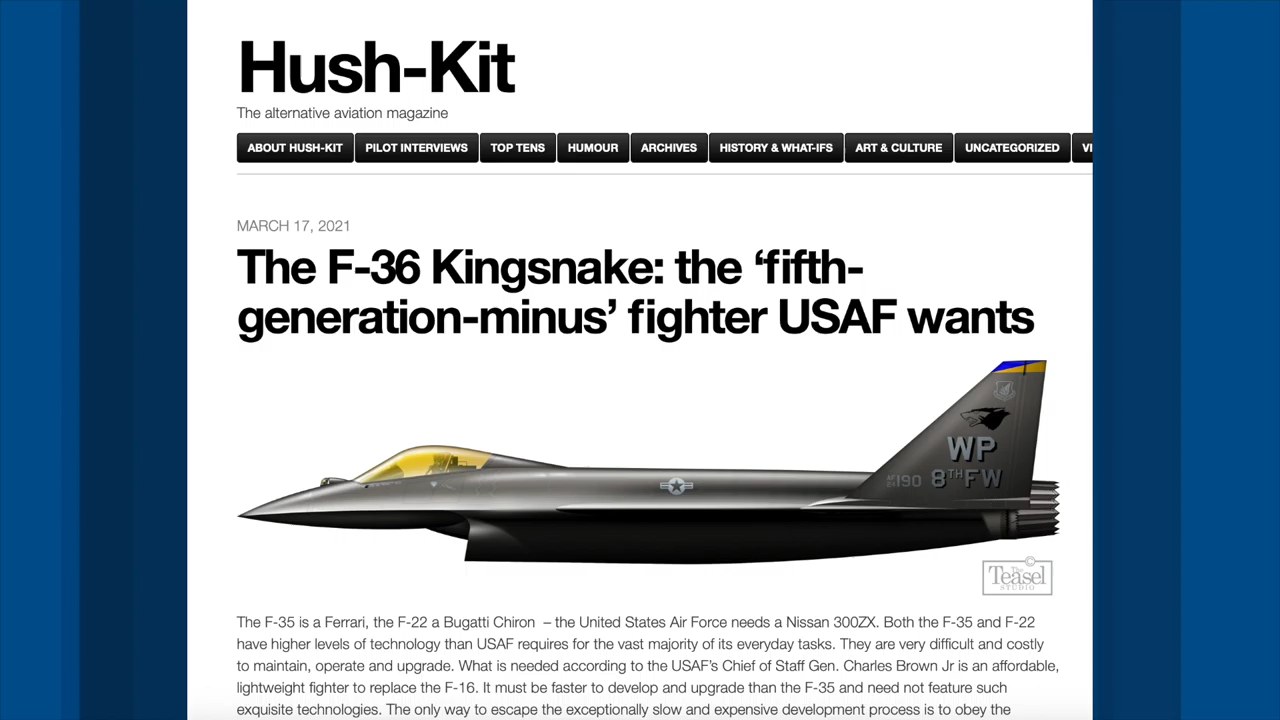 Hush-Kit
The alternative aviation magazine
ABOUT HUSH-KIT PILOT INTERVIEWS TOP TENS HUMOUR ARCHIVES HISTORY & WHAT-IFS ART & CULTURE UNCATEGORIZED
MARCH 17, 2021
The F-36 Kingsnake: the ‘fifth-
generation-minus’ fighter USAF wants
WP
190 8TH FW
The Teasel
STUDIO
©
The F-35 is a Ferrari, the F-22 a Bugatti Chiron – the United States Air Force needs a Nissan 300ZX. Both the F-35 and F-22
have higher levels of technology than USAF requires for the vast majority of its everyday tasks. They are very difficult and costly
to maintain, operate and upgrade. What is needed according to the USAF’s Chief of Staff Gen. Charles Brown Jr is an affordable,
lightweight fighter to replace the F-16. It must be faster to develop and upgrade than the F-35 and need not feature such
exquisite technologies. The only way to escape the exceptionally slow and expensive development process is to obey the